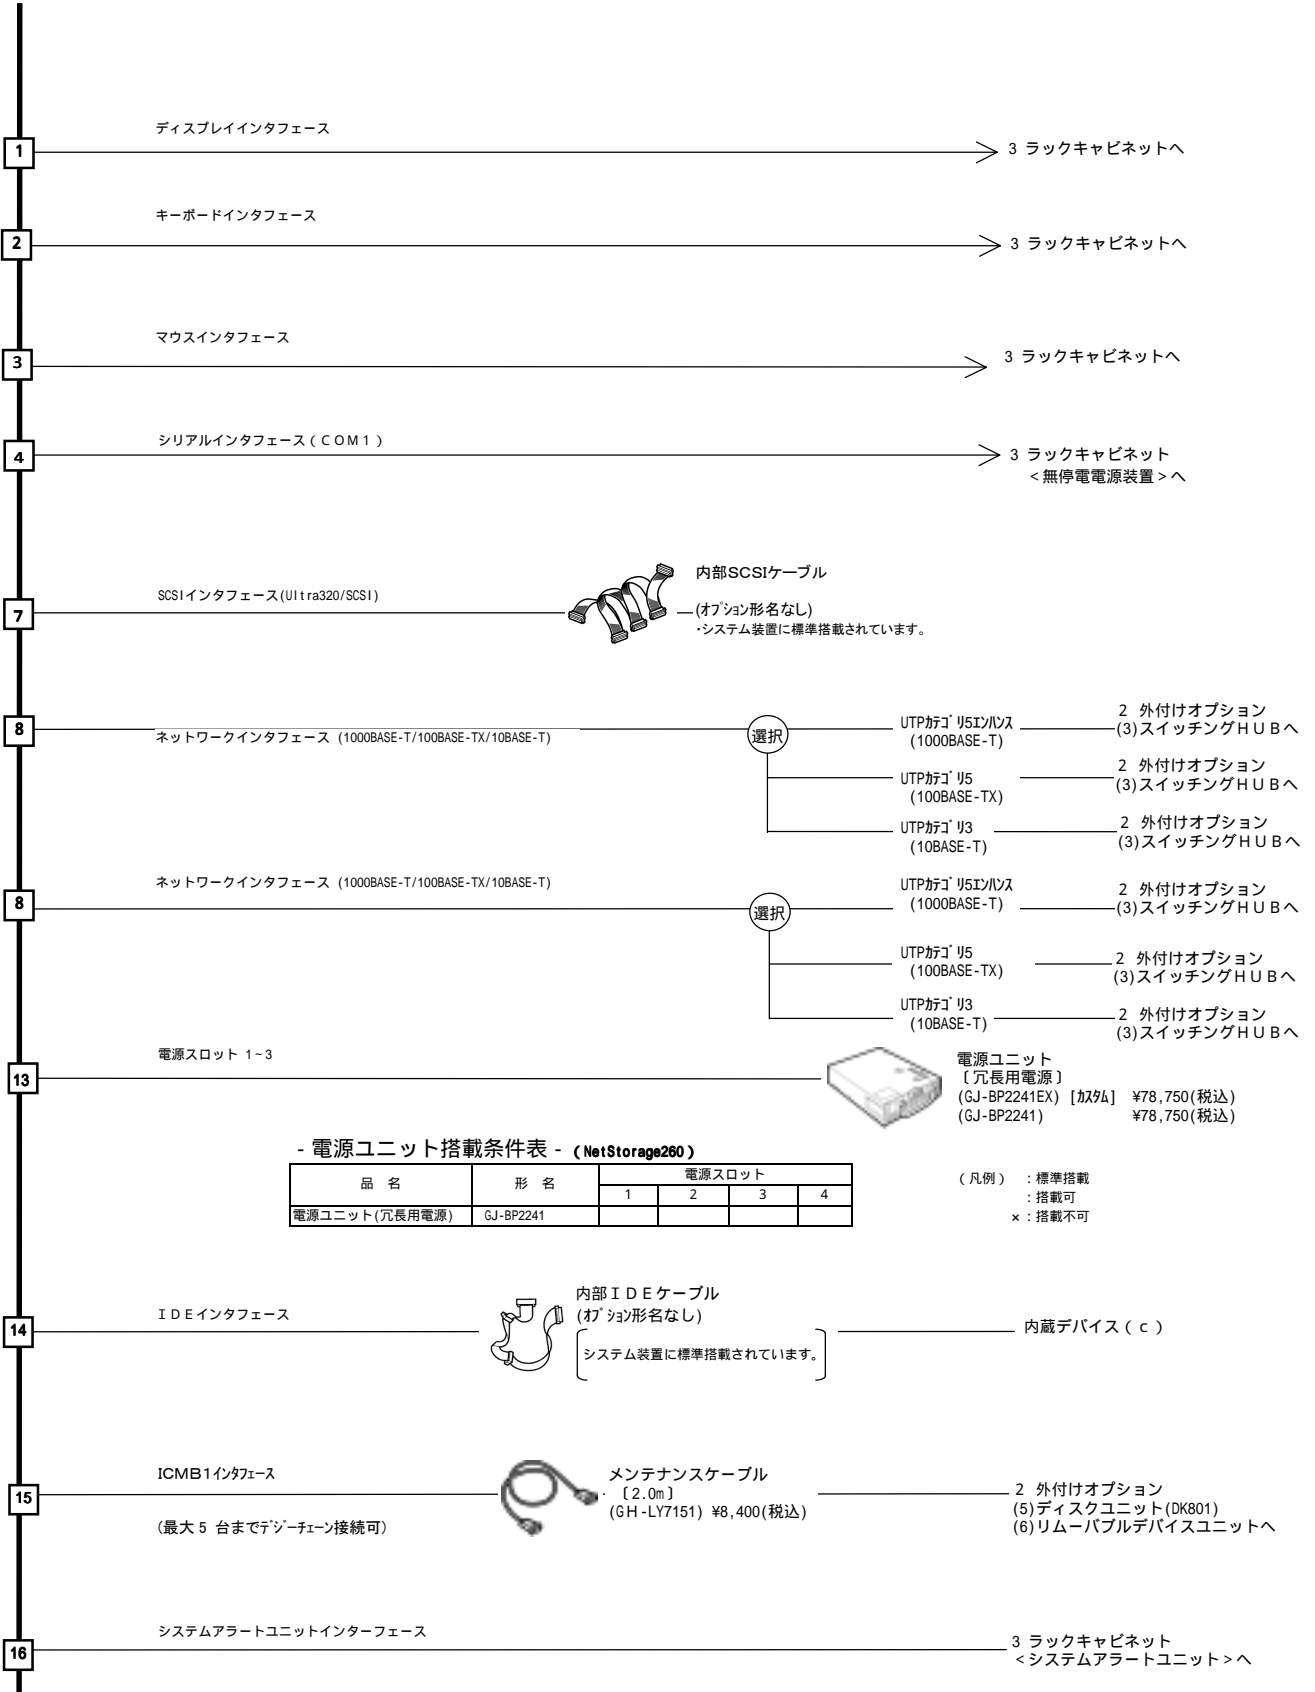 ディスプレイインタフェース
1
3 ラックキャビネットへ
キーボードインタフェース
2
3 ラックキャビネットへ
マウスインタフェース
3
3 ラックキャビネットへ
シリアルインタフェース(COM1)
4
3 ラックキャビネット
<無停電電源装置>へ
内部SCSIケーブル
SCSIインタフェース(Ultra320/SCSI)
7
(オプション形名なし)
・システム装置に標準搭載されています。
8
ネットワークインタフェース (1000BASE-T/100BASE-TX/10BASE-T)
選択
UTPカテゴリ5エンハンス
(1000BASE-T)
2 外付けオプション
(3)スイッチングHUBへ
UTPカテゴリ5
(100BASE-TX)
2 外付けオプション
(3)スイッチングHUBへ
UTPカテゴリ3
(10BASE-T)
2 外付けオプション
(3)スイッチングHUBへ
ネットワークインタフェース (1000BASE-T/100BASE-TX/10BASE-T)
8
選択
UTPカテゴリ5エンハンス
(1000BASE-T)
2 外付けオプション
(3)スイッチングHUBへ
UTPカテゴリ5
(100BASE-TX)
2 外付けオプション
(3)スイッチングHUBへ
UTPカテゴリ3
(10BASE-T)
2 外付けオプション
(3)スイッチングHUBへ
電源スロット 1~3
13
電源ユニット
〔冗長用電源〕
(GJ-BP2241EX) [カスタム] ¥78,750(税込)
(GJ-BP2241) ¥78,750(税込)
- 電源ユニット搭載条件表 - (NetStorage260)
品 名 形 名 電源スロット
1 2 3 4
電源ユニット(冗長用電源) GJ-BP2241
(凡例) :標準搭載
:搭載可
×:搭載不可
内部IDEケーブル
IDEインタフェース
(オプション形名なし)
14
システム装置に標準搭載されています。
内蔵デバイス(c)
ICMB1インタフェース
15
(最大5 台までデジーチェーン接続可)
メンテナンスケーブル
〔2.0m〕
(GH-LY7151) ¥8,400(税込)
2 外付けオプション
(5)ディスクユニット(DK801)
(6)リムーバブルデバイスユニットへ
システムアラートユニットインターフェース
16
3 ラックキャビネット
<システムアラートユニット>へ